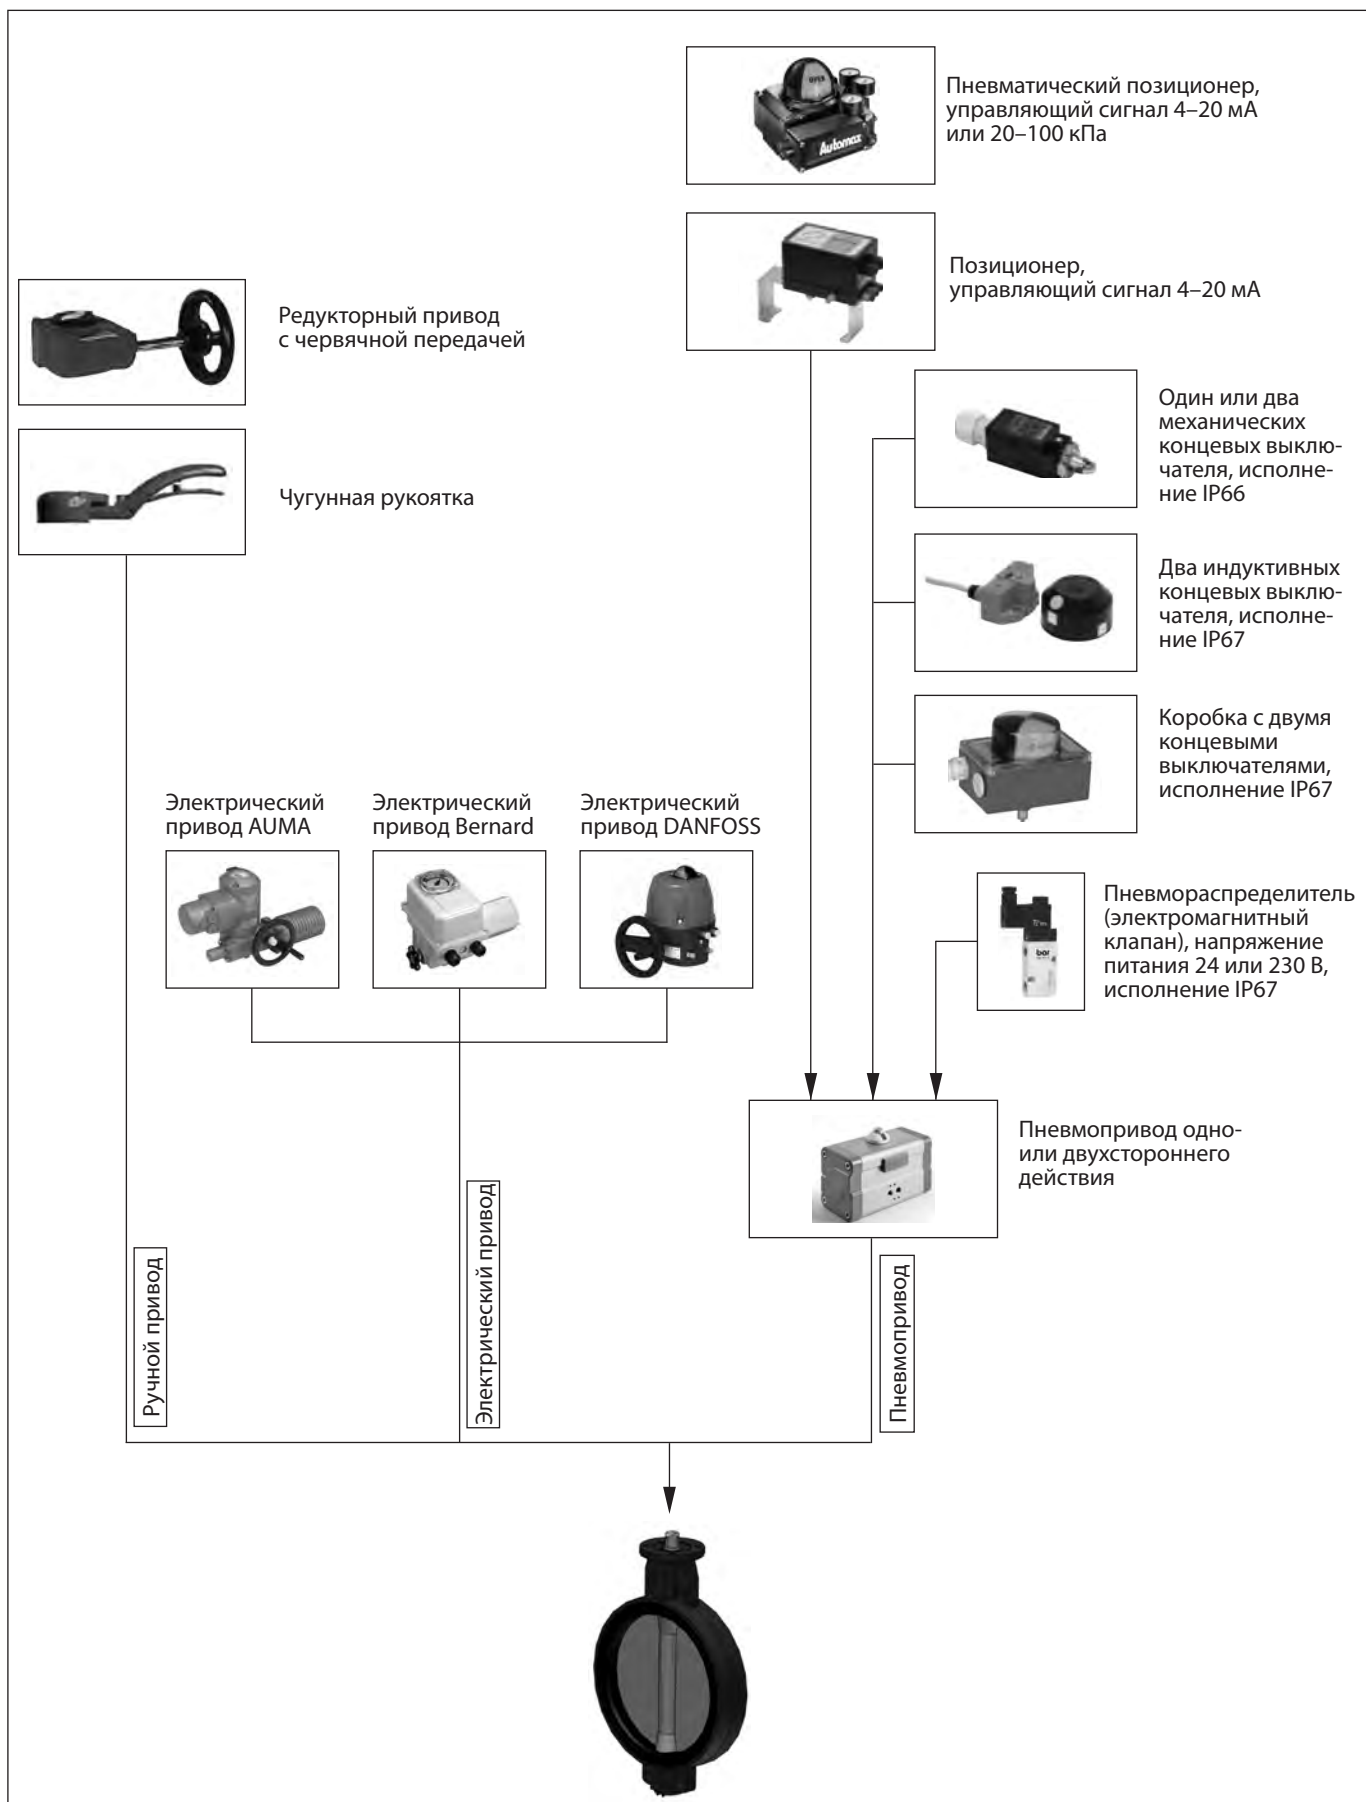 Пневматический позиционер,
управляющий сигнал 4–20 мА
или 20–100 кПа
OPEN
Automax
Позиционер,
управляющий сигнал 4–20 мА
Редукторный привод
с червячной передачей
Чугунная рукоятка
Один или два
механических
концевых выклю-
чателя, исполне-
ние IP66
Два индуктивных
концевых выклю-
чателя, исполне-
ние IP67
Коробка с двумя
концевыми
выключателями,
исполнение IP67
Электрический
привод AUMA
Электрический
привод Bernard
Электрический
привод DANFOSS
Пневмораспределитель
(электромагнитный
клапан), напряжение
питания 24 или 230 В,
исполнение IP67
bar
Пневмопривод одно-
или двухстороннего
действия
Ручной привод
Электрический привод
Пневмопривод